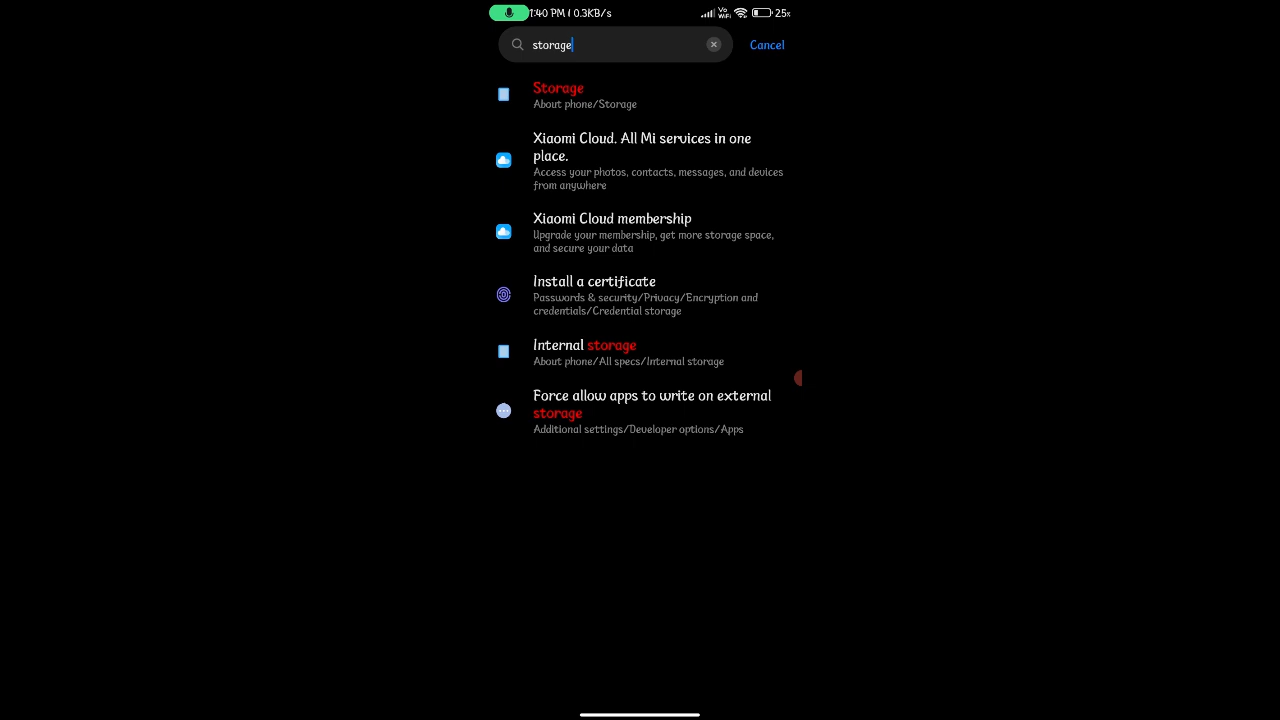 1:40 PM | 0.3KB/s Vo WiFi 25%
storage Cancel
Storage
About phone/Storage
Xiaomi Cloud. All Mi services in one
place.
Access your photos, contacts, messages, and devices
from anywhere
Xiaomi Cloud membership
Upgrade your membership, get more storage space,
and secure your data
Install a certificate
Passwords & security/Privacy/Encryption and
credentials/Credential storage
Internal storage
About phone/All specs/Internal storage
Force allow apps to write on external
storage
Additional settings/Developer options/Apps